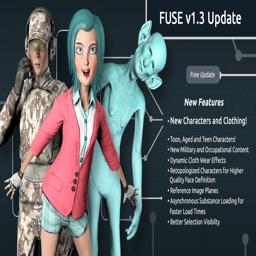 FUSE v1.3 Update
Free Update
New Features
- New Characters and Clothing!
• Toon, Aged and Teen Characters!
• New Military and Occupational Content
• Dynamic Cloth Wear Effects
• Retopologized Characters for Higher
Quality Face Definition
• Reference Image Planes
• Asynchronous Substance Loading for
Faster Load Times
• Better Selection Visibilty